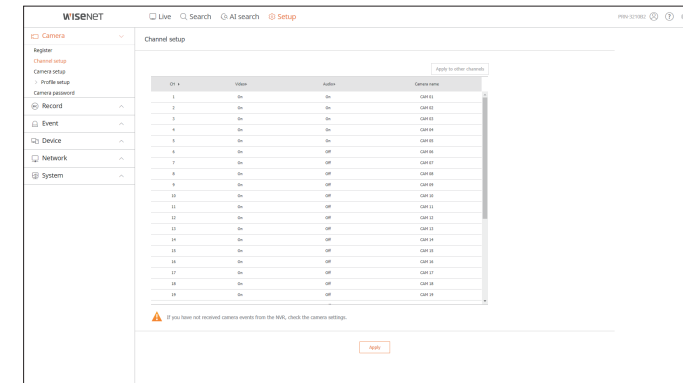 WISENET
Live Search AI search Setup
PRN-3210B2
Camera
Register
Channel setup
Camera setup
Profile setup
Camera password
Record
Event
Device
Network
System
Channel setup
Apply to other channels
CH Video Audio Camera name
1 On On CAM 01
2 On On CAM 02
3 On On CAM 03
4 On On CAM 04
5 On On CAM 05
6 On Off CAM 06
7 On Off CAM 07
8 On Off CAM 08
9 On Off CAM 09
10 On Off CAM 10
11 On Off CAM 11
12 On Off CAM 12
13 On Off CAM 13
14 On Off CAM 14
15 On Off CAM 15
16 On Off CAM 16
17 On Off CAM 17
18 On Off CAM 18
19 On Off CAM 19
If you have not received camera events from the NVR, check the camera settings.
Apply